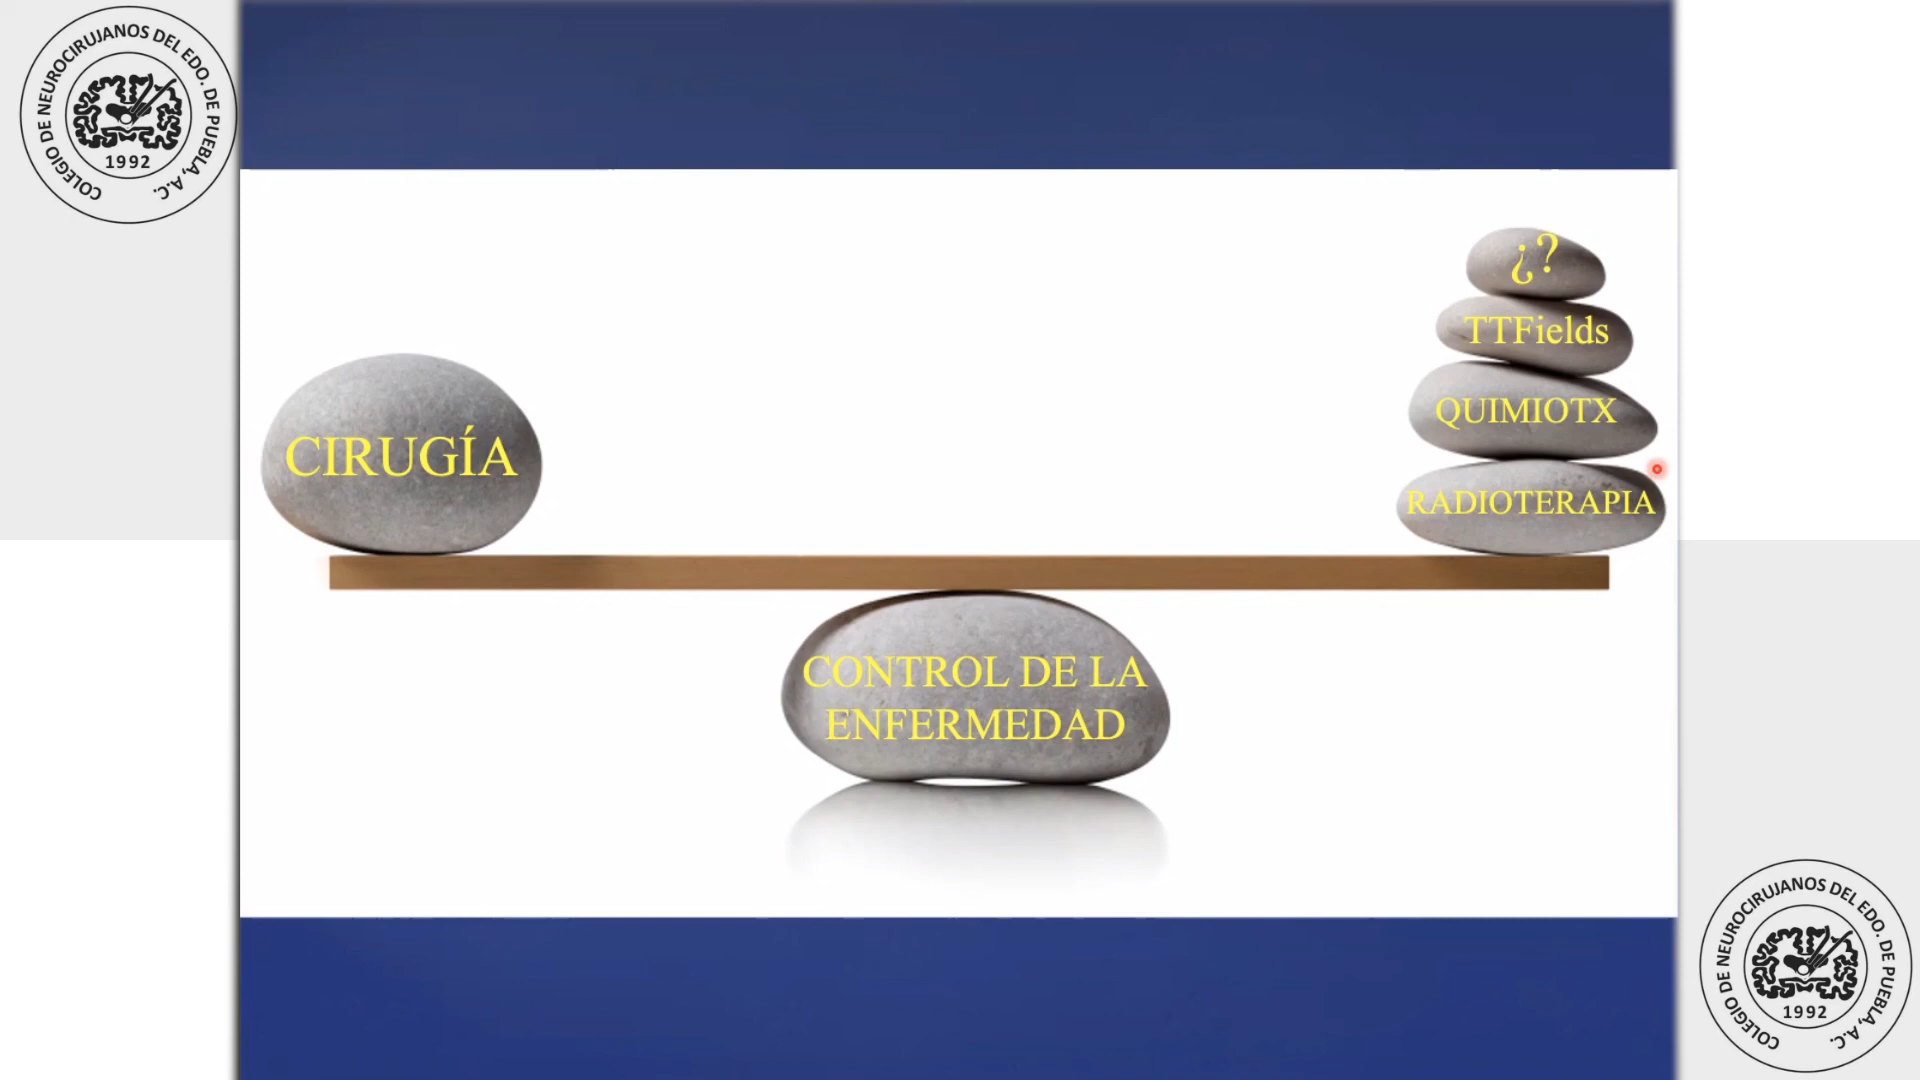 COLEGIO DE NEUROCIRUJANOS DEL EDO. DE PUEBLA, A.C.
1992
¿?
TTFields
QUIMIOTX
RADIOTERAPIA
CIRUGÍA
CONTROL DE LA
ENFERMEDAD
COLEGIO DE NEUROCIRUJANOS DEL EDO. DE PUEBLA, A.C.
1992